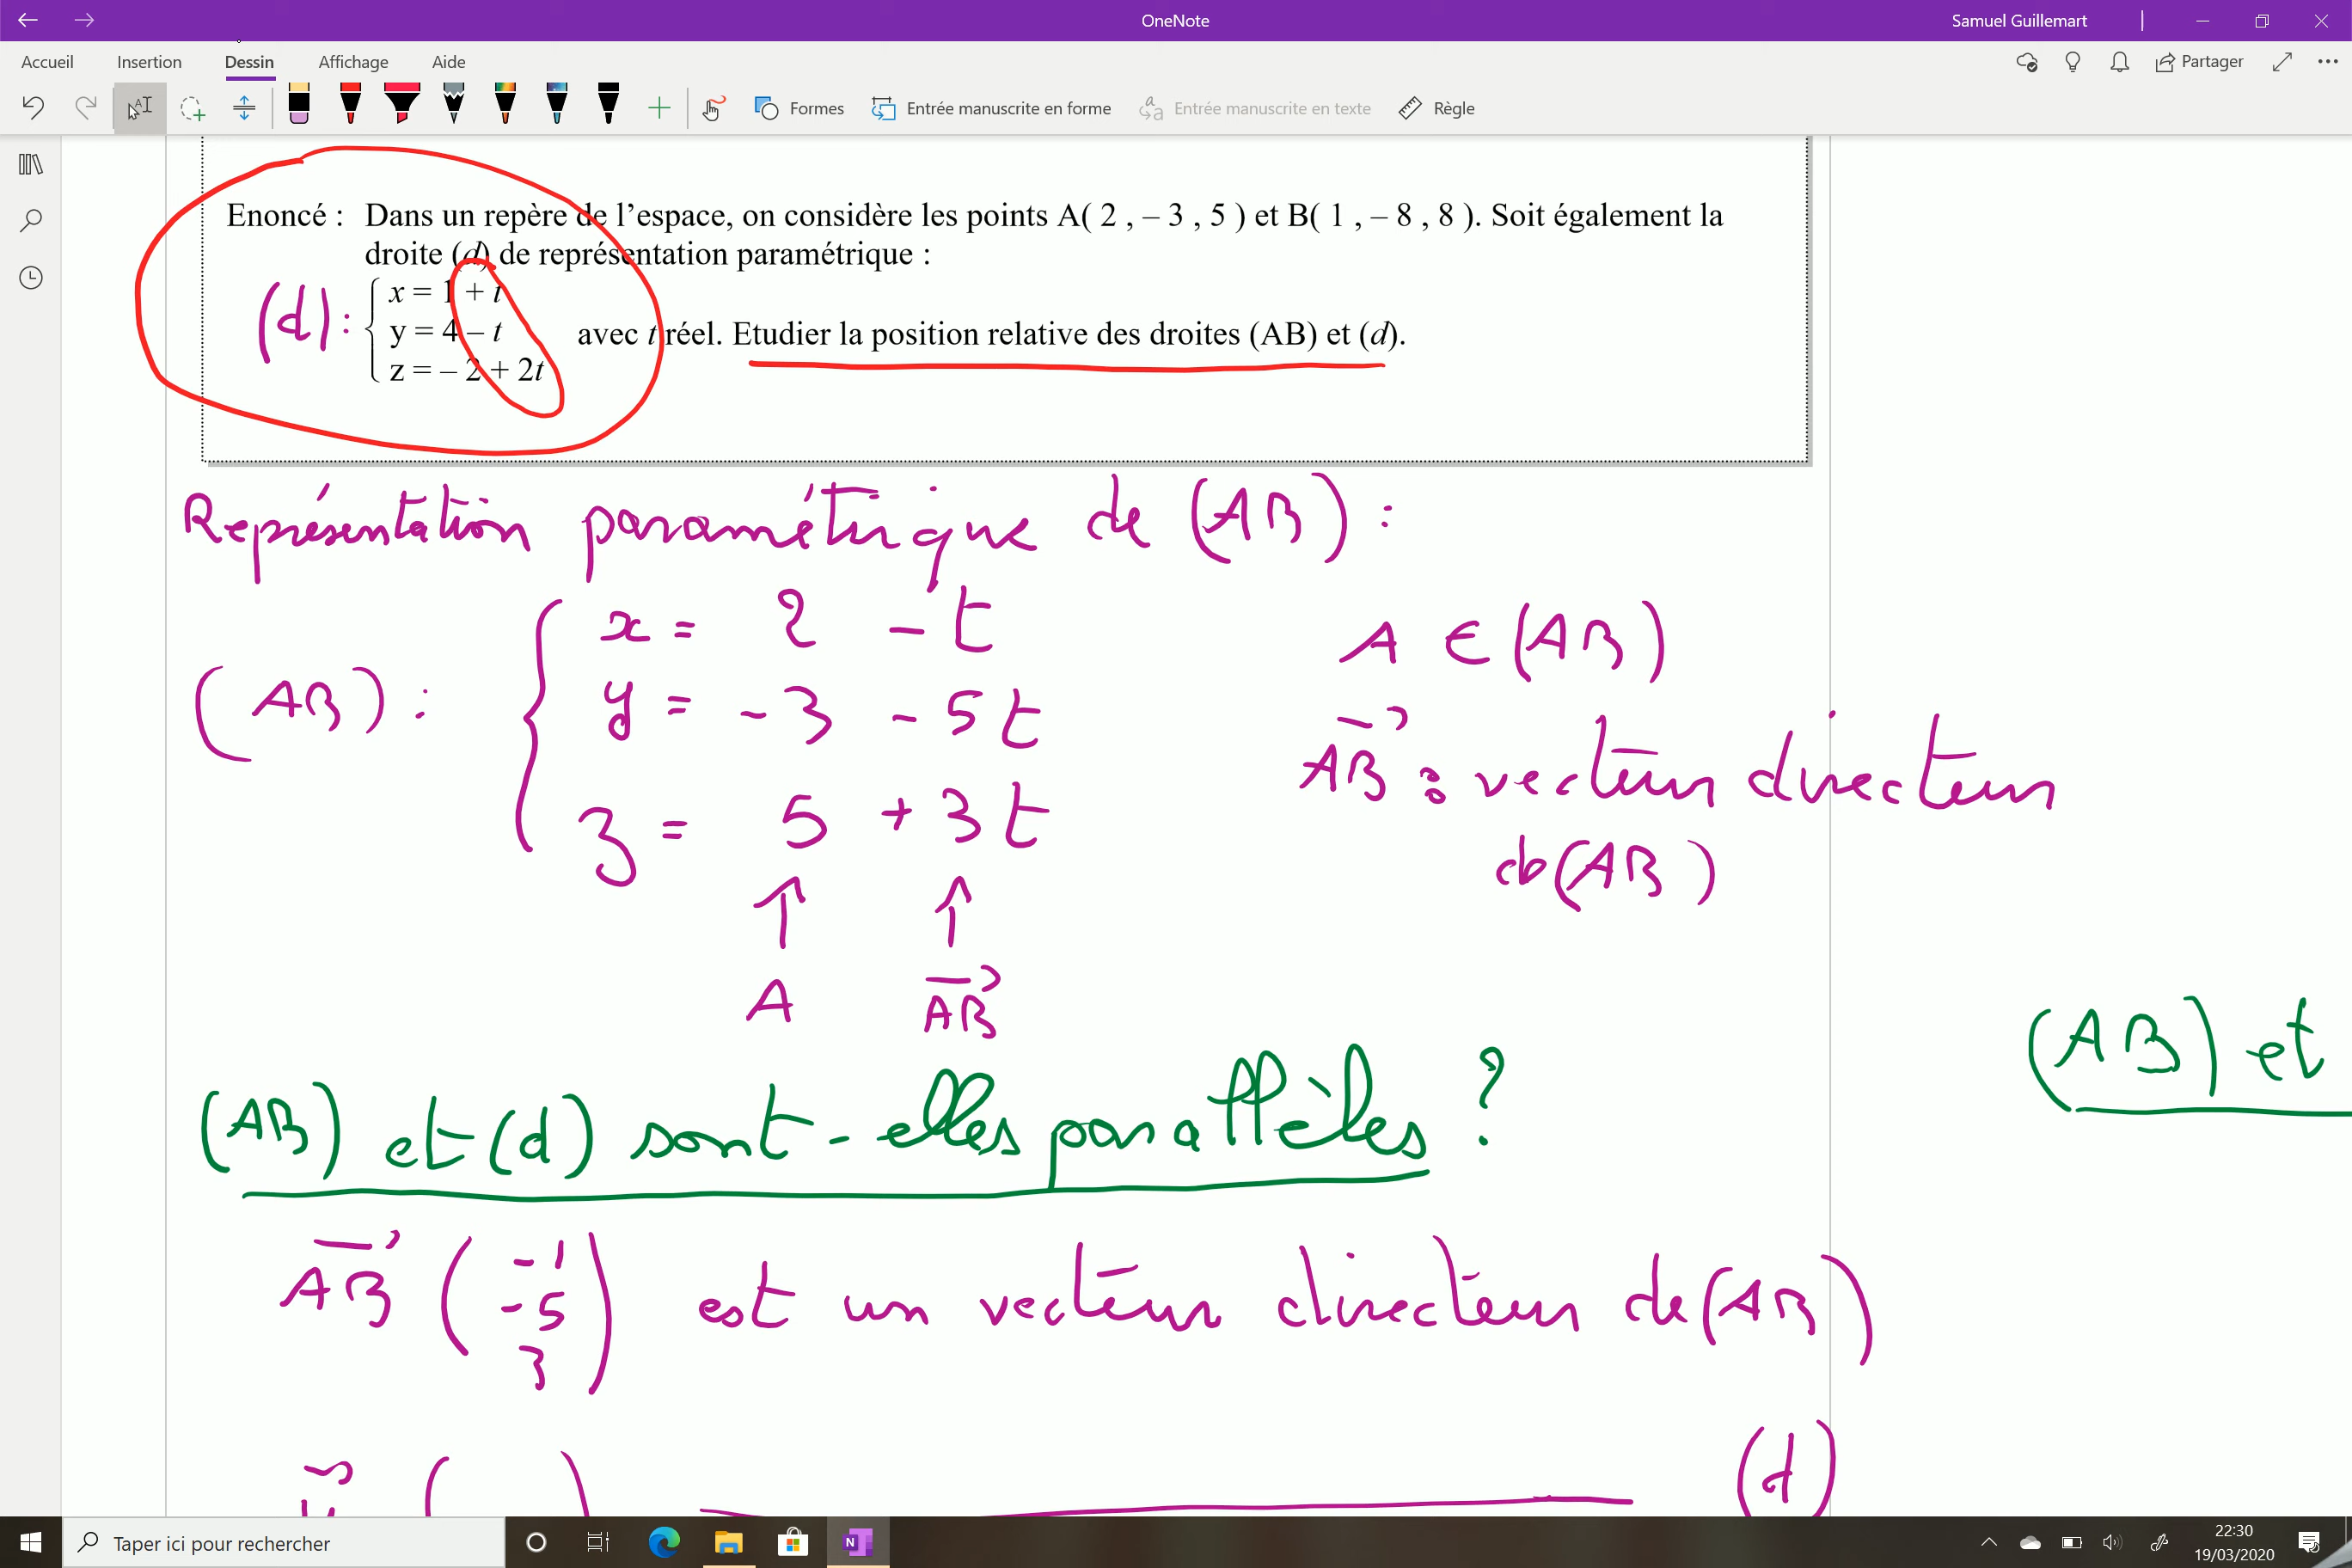 OneNote
Samuel Guillemart
Accueil
Insertion
Dessin
Affichage
Aide
Partager
Formes
Entrée manuscrite en forme
Entrée manuscrite en texte
Règle
Enoncé : Dans un repère de l’espace, on considère les points A( 2 , – 3 , 5 ) et B( 1 , – 8 , 8 ). Soit également la
droite (d) de représentation paramétrique :
(d) : { x = 1 + t
y = 4 – t avec t réel. Etudier la position relative des droites (AB) et (d).
z = – 2 + 2t
Représentation paramétrique de (AB) :
(AB) : { x = 2 - t
y = -3 - 5t
z = 5 + 3t
A ∈ (AB)
AB : vecteur directeur
de (AB)
A AB
(AB) et
(AB) et (d) sont-elles parallèles ?
AB ( -1
-5
3 ) est un vecteur directeur de (AB)
(d)
Taper ici pour rechercher
22:30
19/03/2020